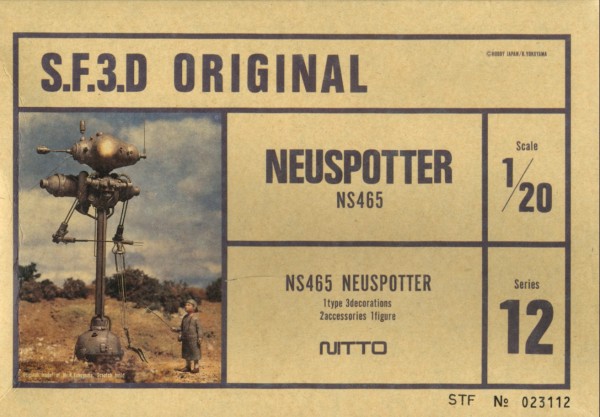 ©HOBBY JAPAN/K.YOKOYAMA
S.F.3.D ORIGINAL
NEUSPOTTER
NS465
Scale
1/20
NS465 NEUSPOTTER
1type 3decorations
2accessories 1figure
NITTO
Series
12
STF № 023112